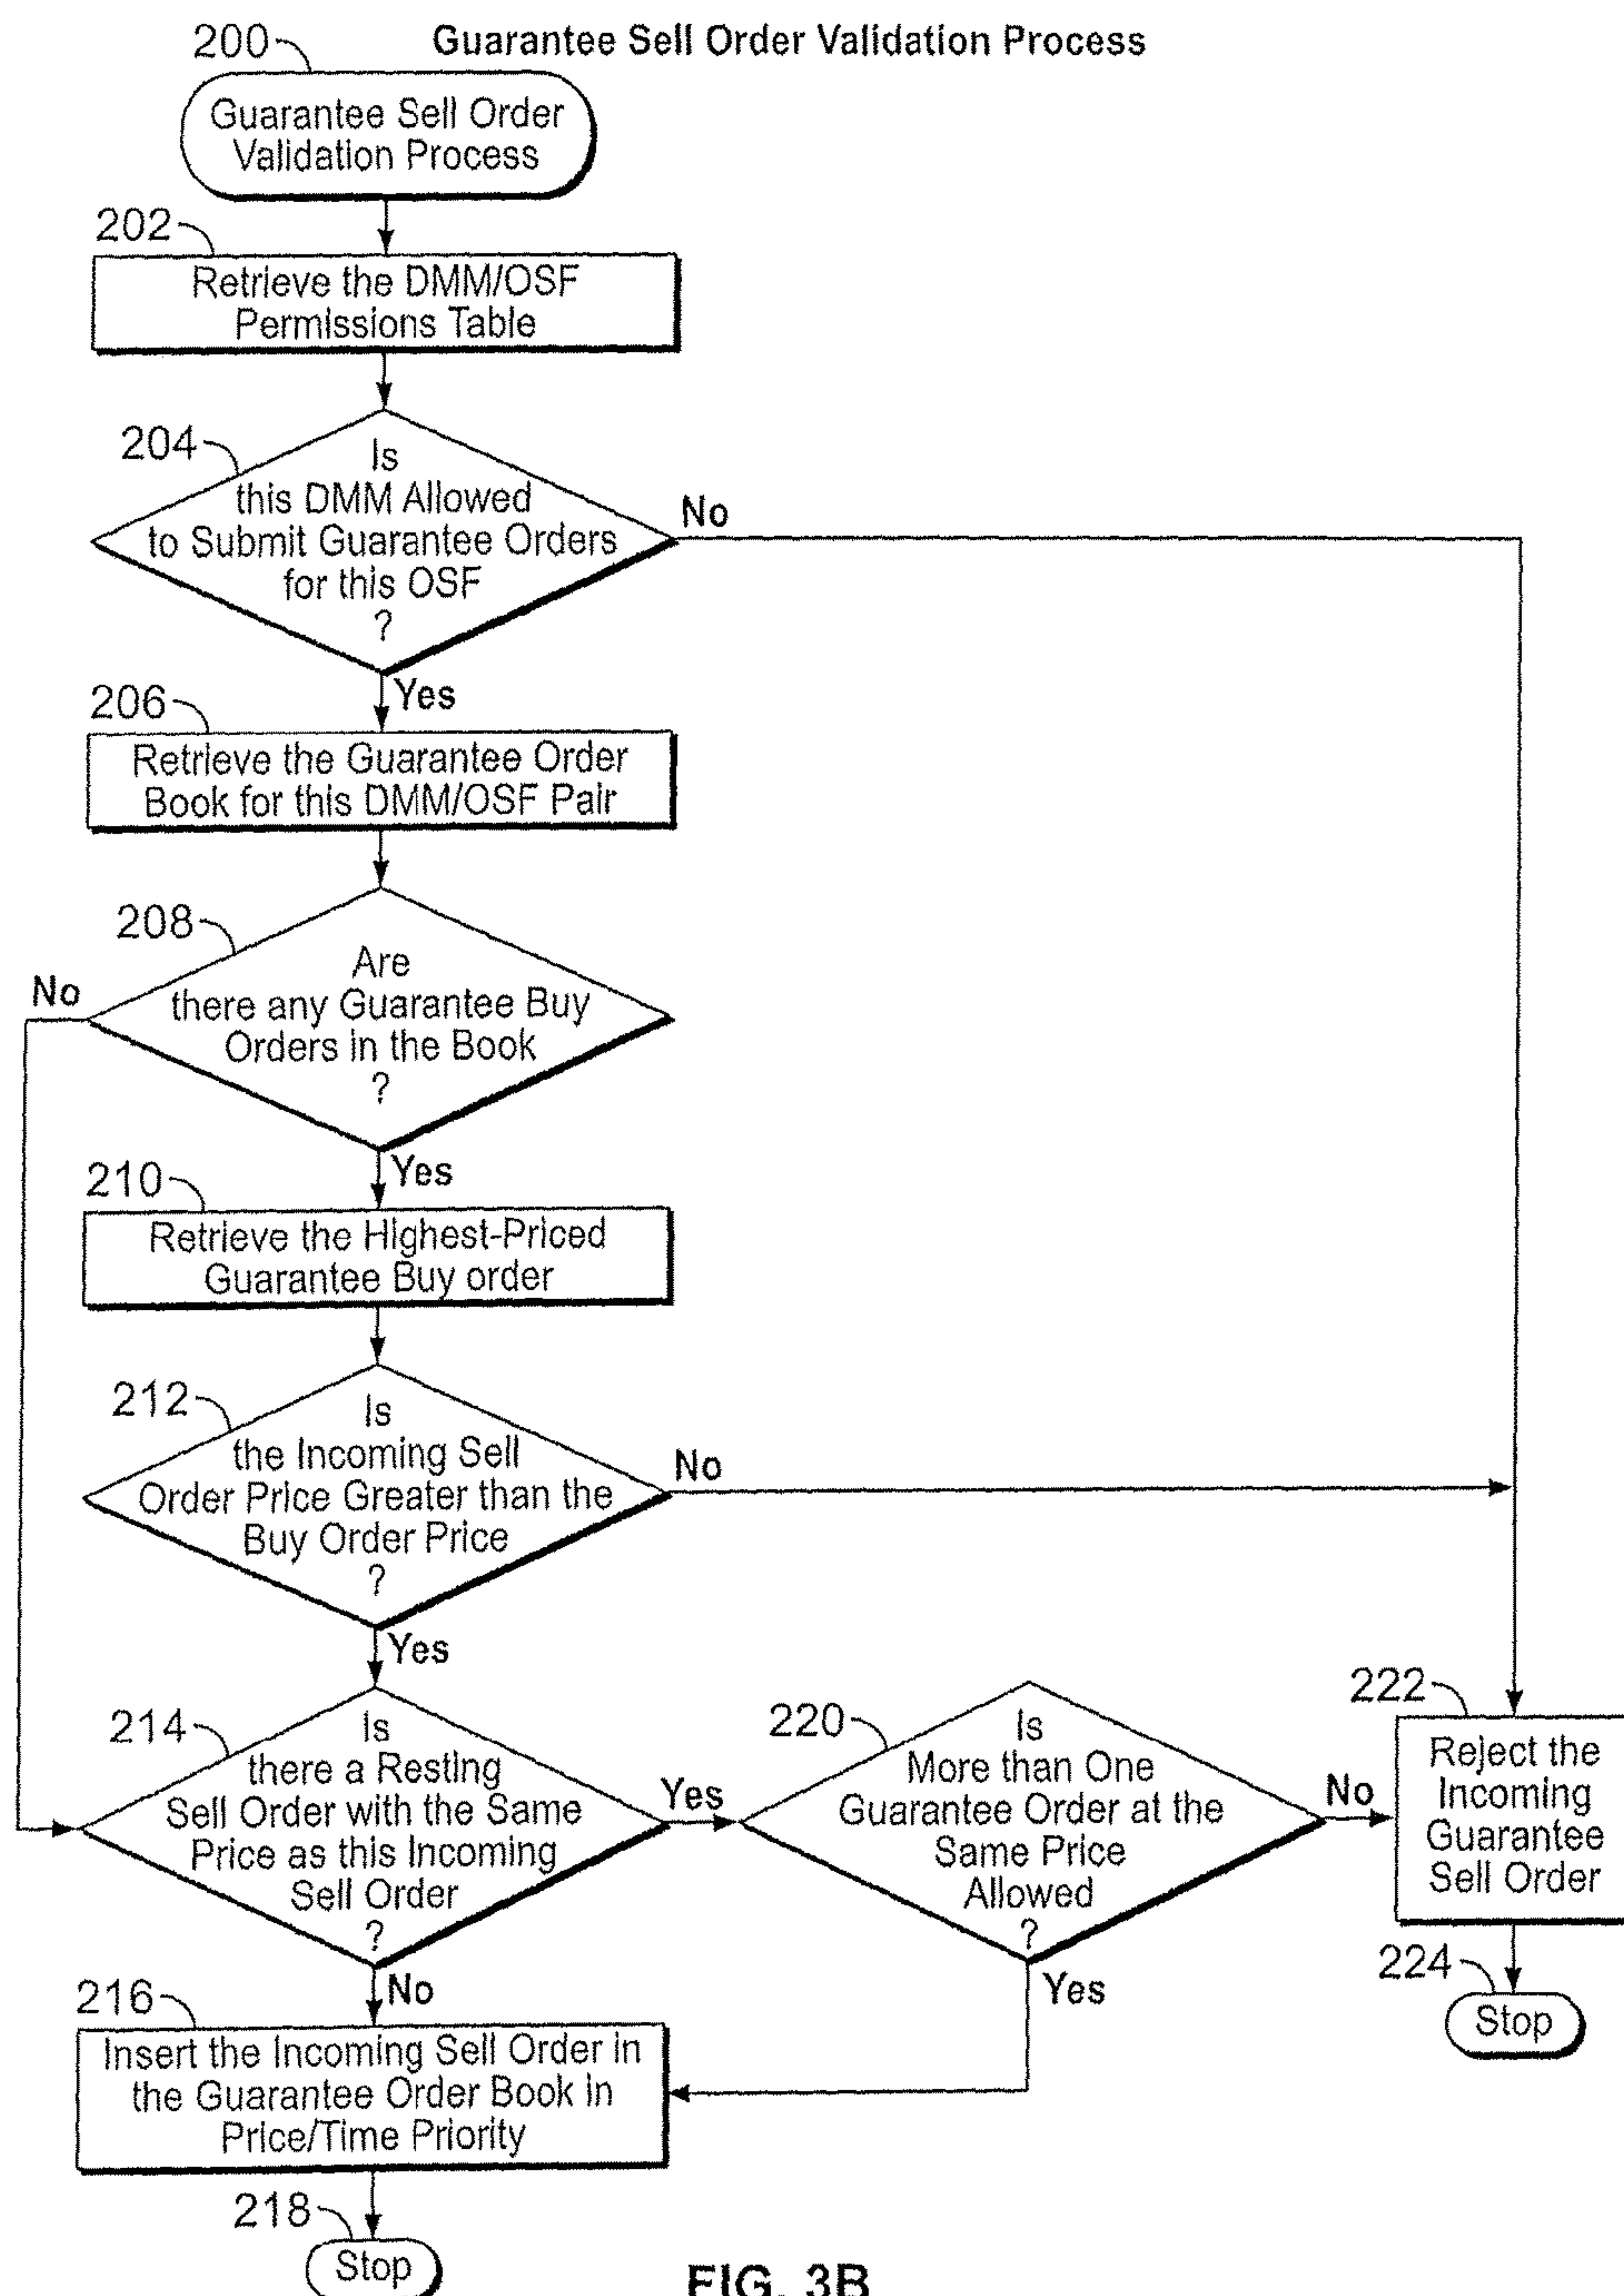 200
Guarantee Sell Order Validation Process
Guarantee Sell Order
Validation Process
202
Retrieve the DMM/OSF
Permissions Table
204
Is
this DMM Allowed
to Submit Guarantee Orders
for this OSF
?
No
Yes
206
Retrieve the Guarantee Order
Book for this DMM/OSF Pair
208
Are
there any Guarantee Buy
Orders in the Book
?
No
Yes
210
Retrieve the Highest-Priced
Guarantee Buy order
212
Is
the Incoming Sell
Order Price Greater than the
Buy Order Price
?
No
Yes
214
Is
there a Resting
Sell Order with the Same
Price as this Incoming
Sell Order
?
Yes
No
220
Is
More than One
Guarantee Order at the
Same Price
Allowed
?
No
Yes
222
Reject the
Incoming
Guarantee
Sell Order
224
Stop
216
Insert the Incoming Sell Order in
the Guarantee Order Book in
Price/Time Priority
218
Stop
FIG. 3B